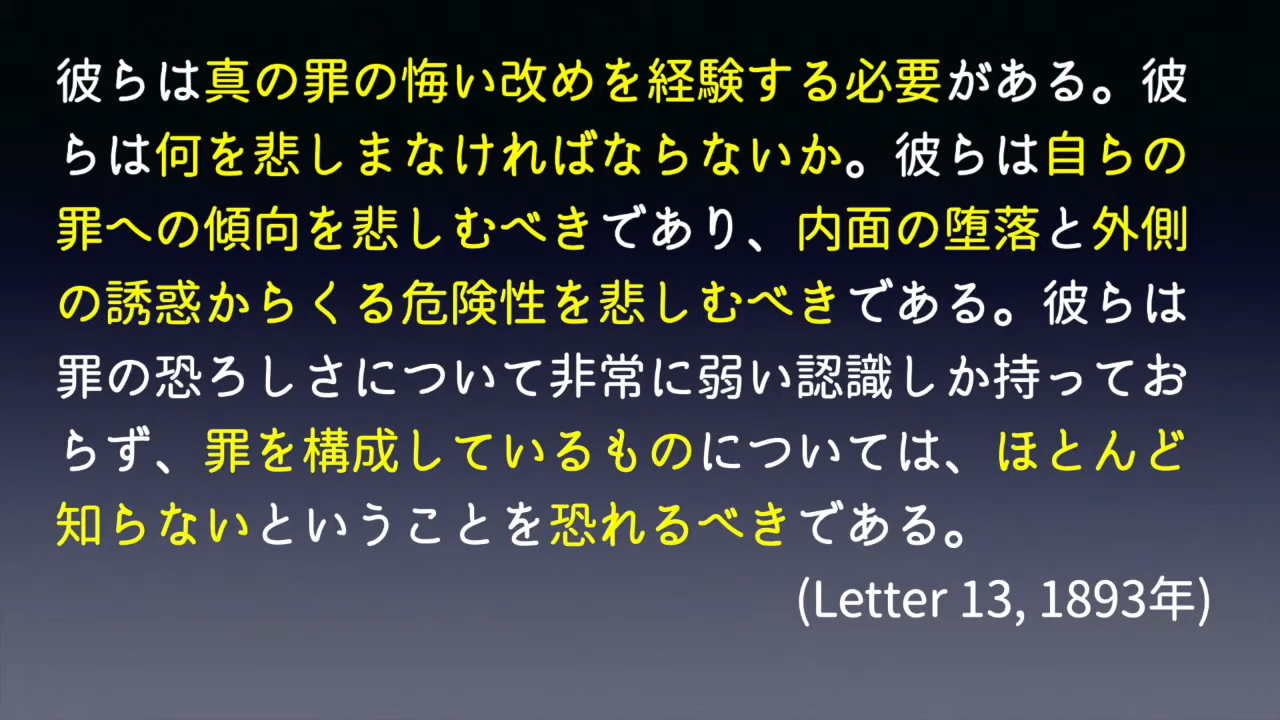 彼らは真の罪の悔い改めを経験する必要がある。彼
らは何を悲しまなければならないか。彼らは自らの
罪への傾向を悲しむべきであり、内面の堕落と外側
の誘惑からくる危険性を悲しむべきである。彼らは
罪の恐ろしさについて非常に弱い認識しか持ってお
らず、罪を構成しているものについては、ほとんど
知らないということを恐れるべきである。
(Letter 13, 1893年)